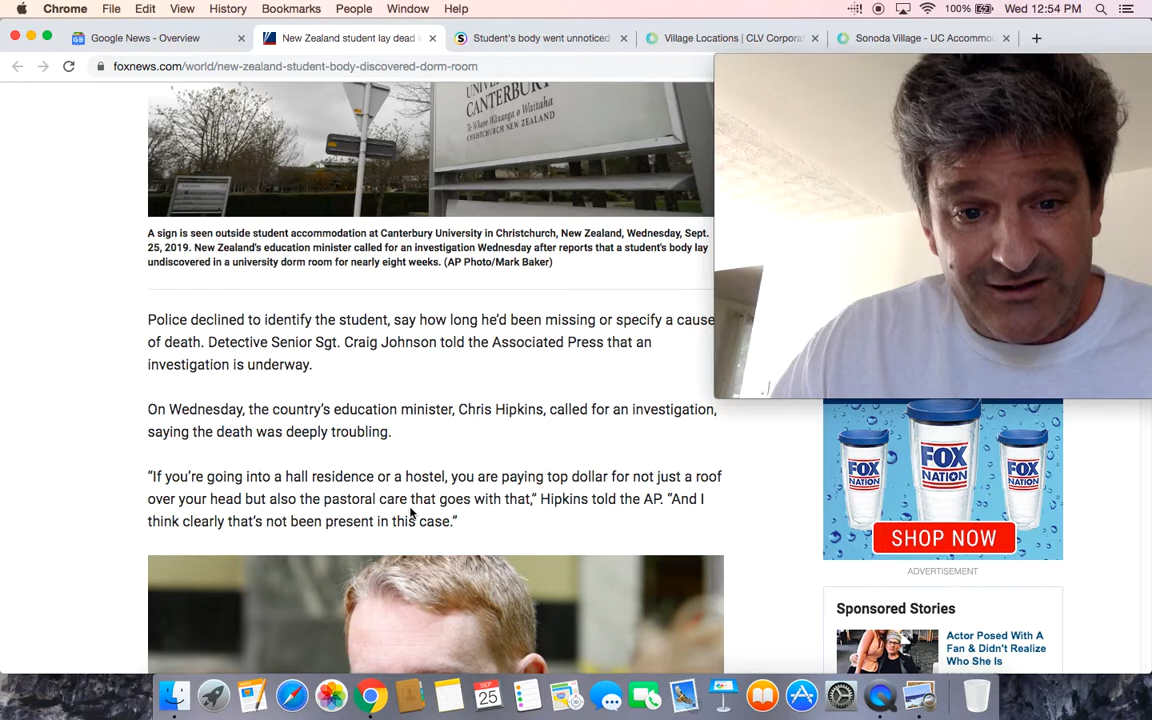 Chrome File Edit View History Bookmarks People Window Help 100% Wed 12:54 PM
Google News - Overview New Zealand student lay dead Student's body went unnoticed Village Locations | CLV Corpora Sonoda Village - UC Accommo
foxnews.com/world/new-zealand-student-body-discovered-dorm-room
CANTERBURY
Te Whare Wānanga o Waitaha
CHRISTCHURCH NEW ZEALAND
A sign is seen outside student accommodation at Canterbury University in Christchurch, New Zealand, Wednesday, Sept.
25, 2019. New Zealand's education minister called for an investigation Wednesday after reports that a student's body lay
undiscovered in a university dorm room for nearly eight weeks. (AP Photo/Mark Baker)
Police declined to identify the student, say how long he'd been missing or specify a cause
of death. Detective Senior Sgt. Craig Johnson told the Associated Press that an
investigation is underway.
On Wednesday, the country's education minister, Chris Hipkins, called for an investigation,
saying the death was deeply troubling.
“If you're going into a hall residence or a hostel, you are paying top dollar for not just a roof
over your head but also the pastoral care that goes with that,” Hipkins told the AP. “And I
think clearly that's not been present in this case.”
FOX NATION FOX NATION FOX NATION
SHOP NOW
ADVERTISEMENT
Sponsored Stories
Actor Posed With A
Fan & Didn't Realize
Who She Is
SEP
25